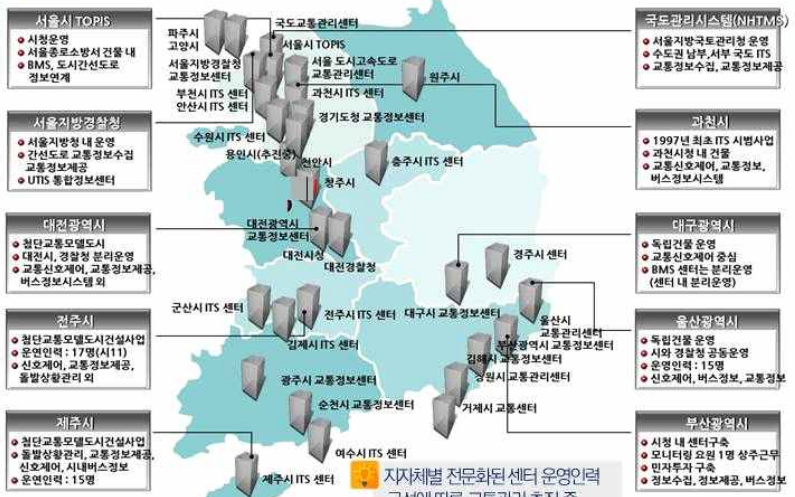 서울시 TOPIS
시청운영
서울종로소방서 건물 내
BMS, 도시간선도로
정보연계
서울지방경찰청
서울지방청 내 운영
간선도로 교통정보수집
교통정보제공
UTIS 통합정보센터
대전광역시
첨단교통모델도시
대전시, 경찰청 분리운영
교통신호제어, 교통정보제공,
버스정보시스템 외
전주시
첨단교통모델도시건설사업
운연인력 : 17명(시11)
신호제어, 교통정보제공,
돌발상황관리 외
제주시
첨단교통모델도시건설사업
돌발상황관리, 교통정보제공,
신호제어, 시내버스정보
운영인력 : 15명
파주시
고양시
국도교통관리센터
서울시 TOPIS
서울지방경찰청
교통정보센터
서울 도시고속도로
교통관리센터
원주시
부천시 ITS 센터
안산시 ITS 센터
과천시 ITS 센터
경기도청 교통정보센터
수원시 ITS 센터
용인시(추진중)
천안시
충주시 ITS 센터
청주시
대전광역시
교통정보센터
대전시청
대전경찰청
경주시 센터
군산시 ITS 센터
전주시 ITS 센터
김제시 ITS 센터
대구시 교통정보센터
울산시
교통관리센터
부산광역시 교통정보센터
김해시 교통정보센터
창원시 교통관리센터
광주시 교통정보센터
순천시 교통정보센터
거제시 교통센터
여수시 ITS 센터
제주시 ITS 센터
국도관리시스템(NHTMS)
서울지방국토관리청 운영
수도권 남부,서부 국도 ITS
교통정보수집, 교통정보제공
과천시
1997년 최초 ITS 시범사업
과천시청 내 건물
교통신호제어, 교통정보,
버스정보시스템
대구광역시
독립건물 운영
교통신호제어 중심
BMS 센터는 분리운영
(센터 내 분리운영)
울산광역시
독립건물 운영
시와 경찰청 공동운영
운영인력 : 15명
신호제어, 버스정보, 교통정보
부산광역시
시청 내 센터구축
모니터링 요원 1명 상주근무
민자투자 구축
정보수집, 정보제공, 버스정보
지자체별 전문화된 센터 운영인력